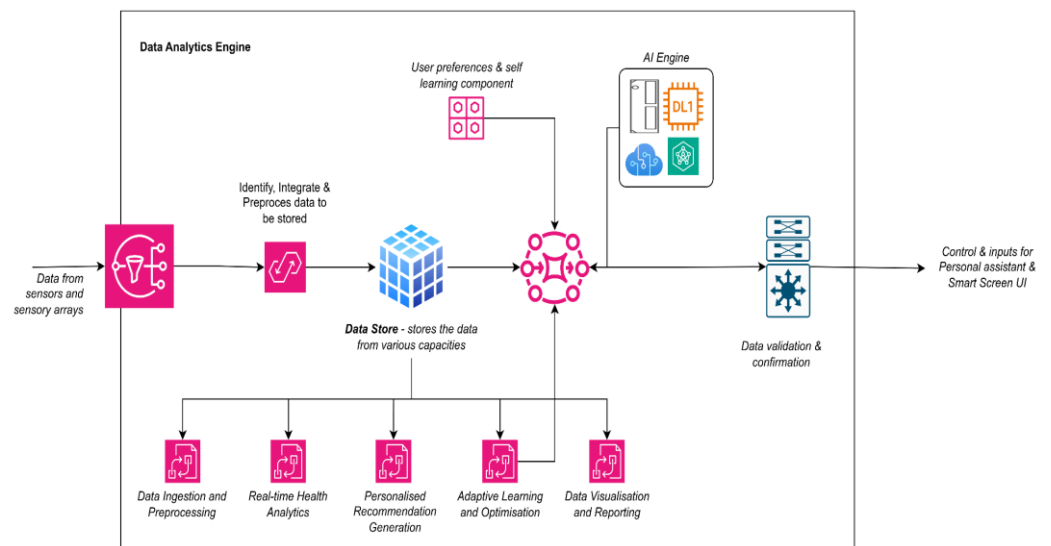 Data Analytics Engine
User preferences & self
learning component
AI Engine
DL1
Identify, Integrate &
Preproces data to
be stored
Data from
sensors and
sensory arrays
Data Store - stores the data
from various capacities
Data validation &
confirmation
Control & inputs for
Personal assistant &
Smart Screen UI
Data Ingestion and
Preprocessing
Real-time Health
Analytics
Personalised
Recommendation
Generation
Adaptive Learning
and Optimisation
Data Visualisation
and Reporting